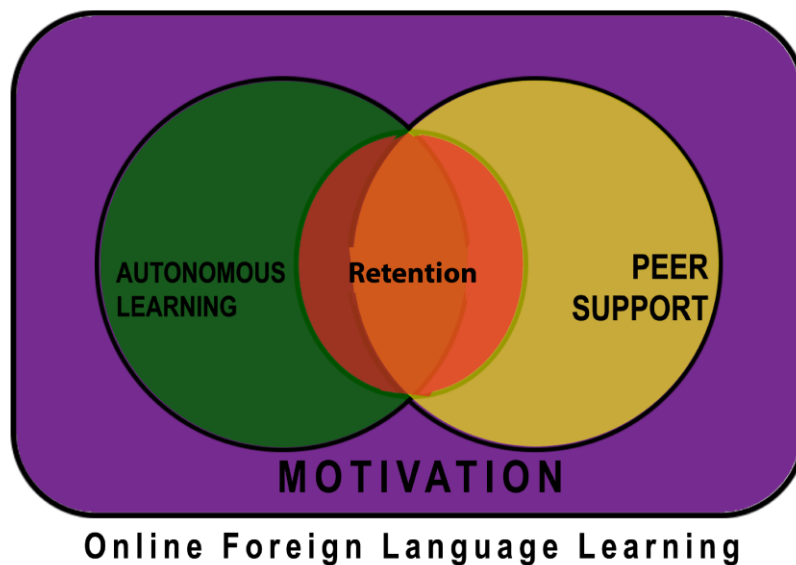 AUTONOMOUS
LEARNING
Retention
PEER
SUPPORT
MOTIVATION
Online Foreign Language Learning